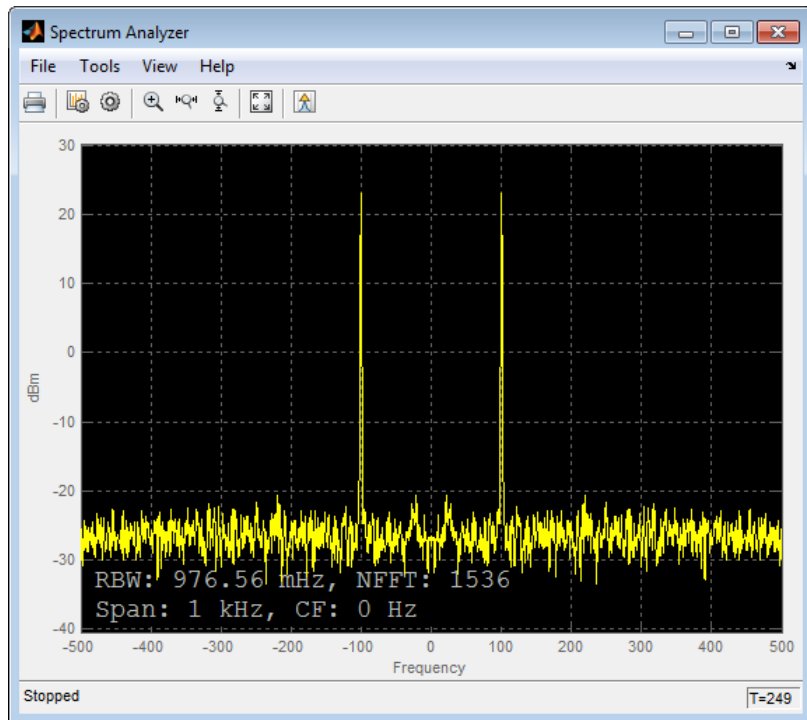 Spectrum Analyzer
File Tools View Help
30
20
10
0
-10
-20
-30
-40
dBm
RBW: 976.56 mHz, NFFT: 1536
Span: 1 kHz, CF: 0 Hz
-500 -400 -300 -200 -100 0 100 200 300 400 500
Frequency
Stopped T=249